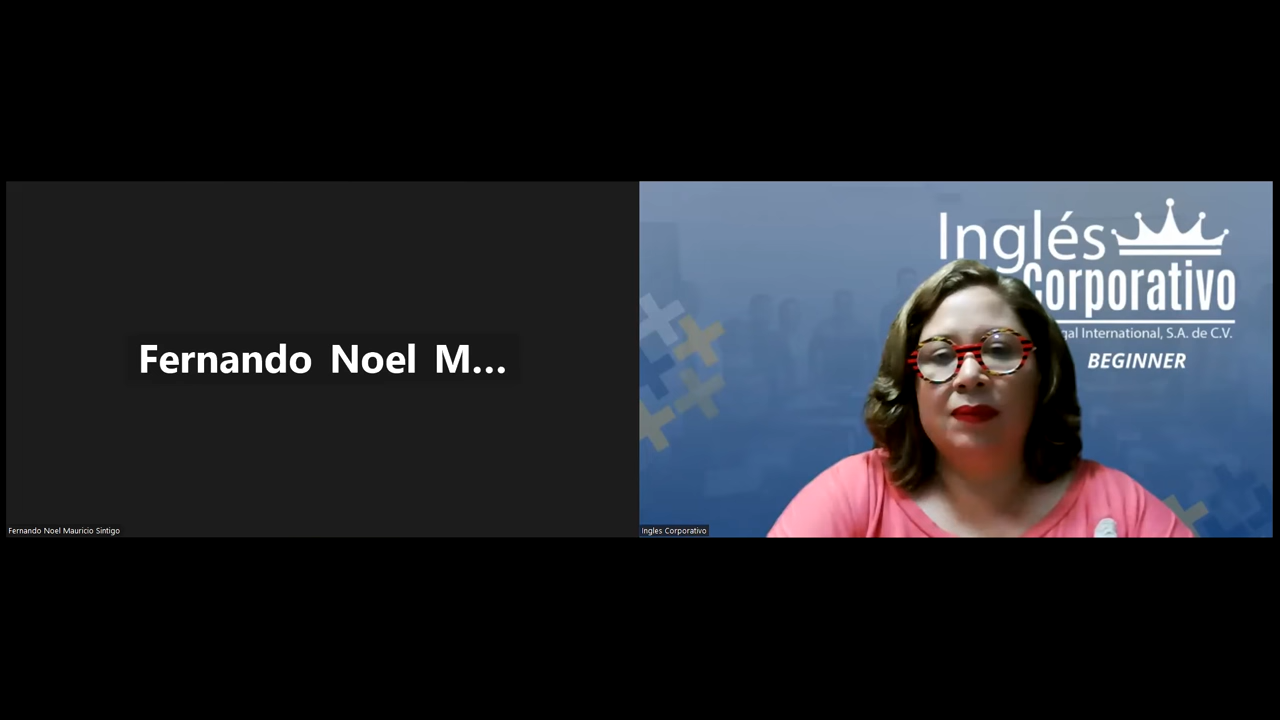 Fernando Noel M...
Fernando Noel Mauricio Sintigo
Inglés
Corporativo
gal International, S.A. de C.V.
BEGINNER
Ingles Corporativo